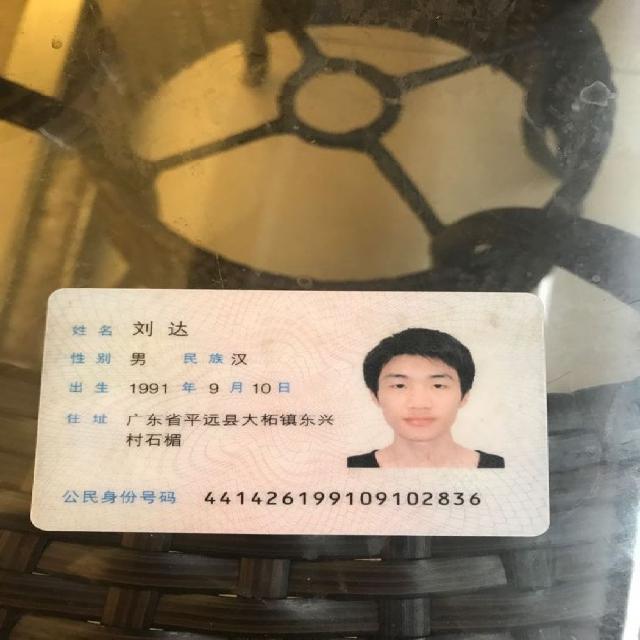 姓名 刘达
性别 男 民族 汉
出生 1991 年 9 月 10 日
住址 广东省平远县大柘镇东兴
村石楣
公民身份号码 441426199109102836